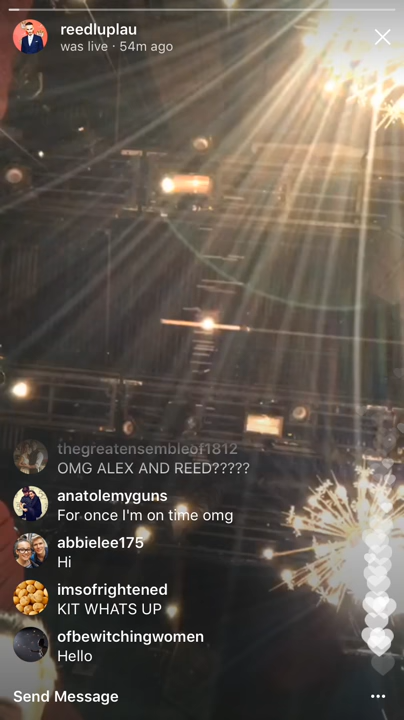 reedluplau
was live · 54m ago
thegreatensembleof1812
OMG ALEX AND REED?????
anatolemyguns
For once I'm on time omg
abbielee175
Hi
imsofrightened
KIT WHATS UP
ofbewitchingwomen
Hello
Send Message